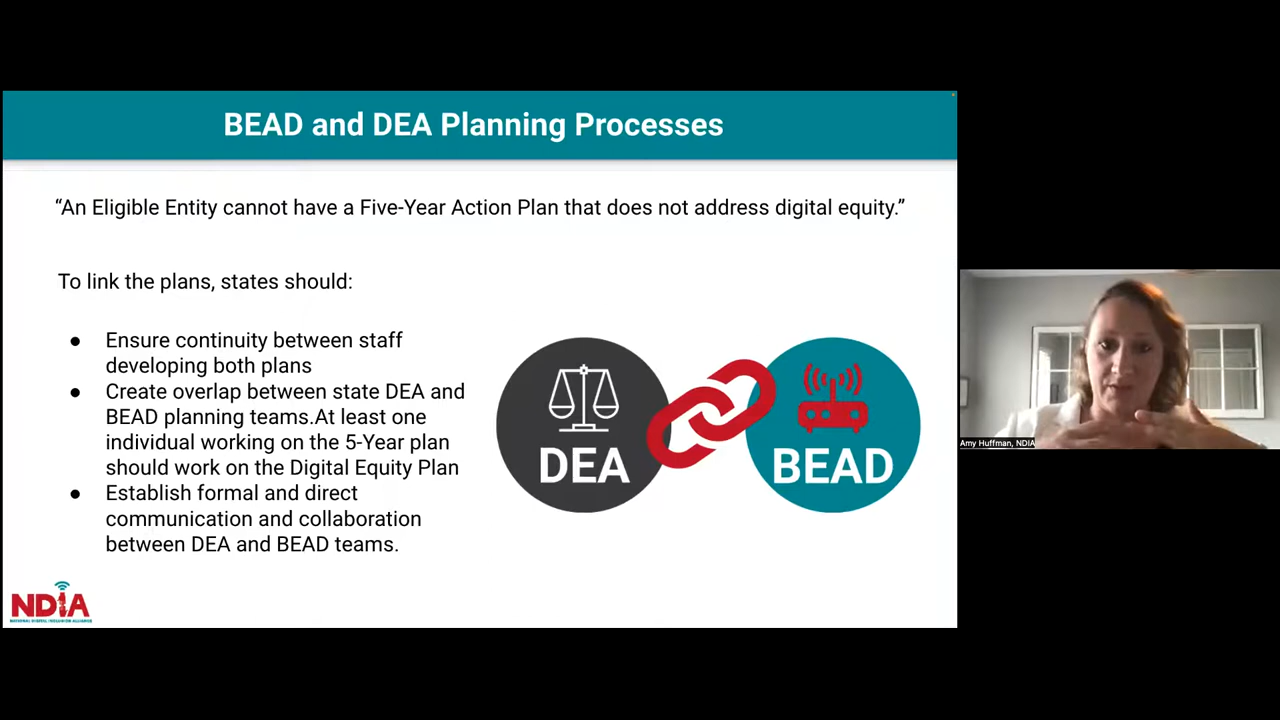 BEAD and DEA Planning Processes
“An Eligible Entity cannot have a Five-Year Action Plan that does not address digital equity.”
To link the plans, states should:
● Ensure continuity between staff
developing both plans
● Create overlap between state DEA and
BEAD planning teams.At least one
individual working on the 5-Year plan
should work on the Digital Equity Plan
● Establish formal and direct
communication and collaboration
between DEA and BEAD teams.
DEA
BEAD
NDIA
NATIONAL DIGITAL INCLUSION ALLIANCE
Amy Huffman, NDIA